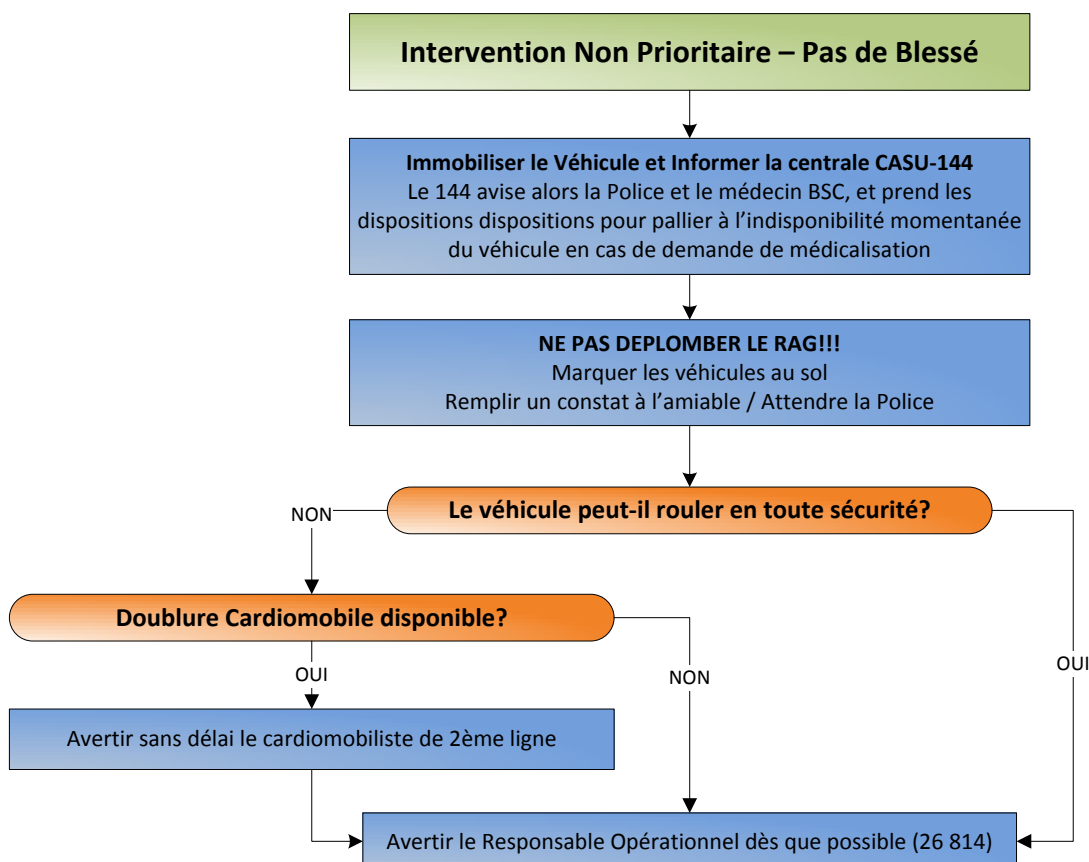 Intervention Non Prioritaire – Pas de Blessé
Immobiliser le Véhicule et Informer la centrale CASU-144
Le 144 avise alors la Police et le médecin BSC, et prend les
dispositions dispositions pour pallier à l’indisponibilité momentanée
du véhicule en cas de demande de médicalisation
NE PAS DEPLOMBER LE RAG!!!
Marquer les véhicules au sol
Remplir un constat à l’amiable / Attendre la Police
Le véhicule peut-il rouler en toute sécurité?
NON
Doublure Cardiomobile disponible?
OUI
NON
OUI
Avertir sans délai le cardiomobiliste de 2ème ligne
Avertir le Responsable Opérationnel dès que possible (26 814)